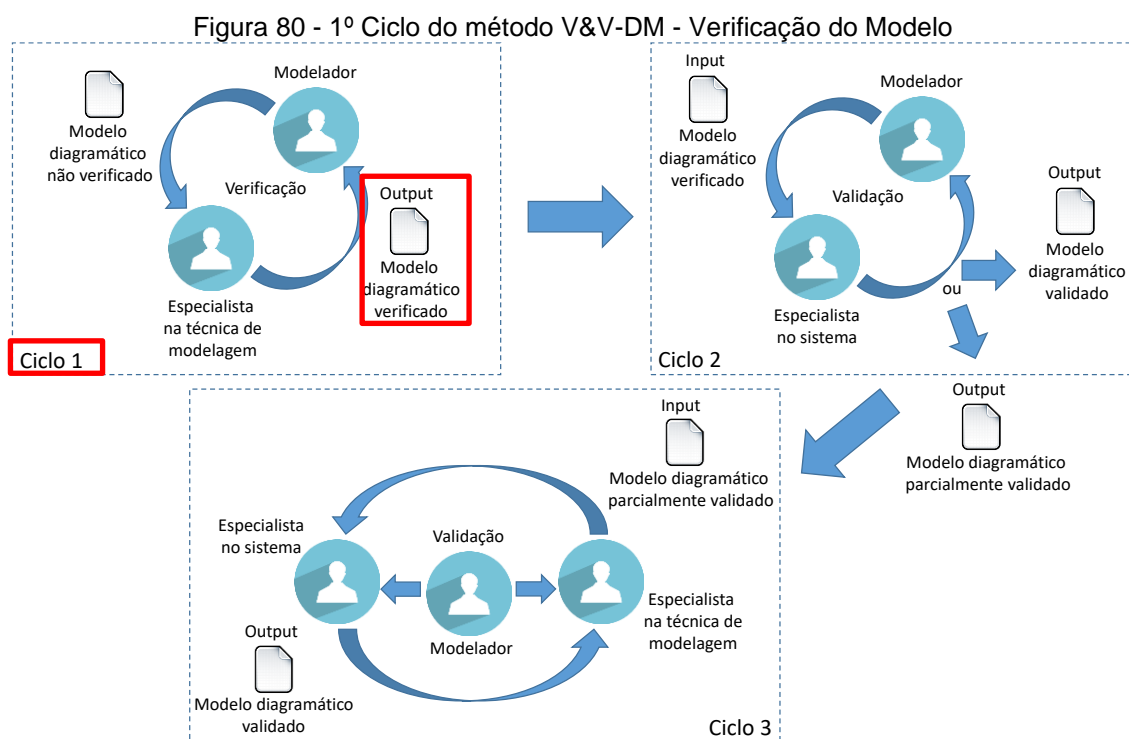 Figura 80 - 1º Ciclo do método V&V-DM - Verificação do Modelo
Modelador
Modelo
diagramático
não verificado
Verificação
Output
Modelo
diagramático
verificado
Especialista
na técnica de
modelagem
Ciclo 1
Input
Modelador
Modelo
diagramático
verificado
Validação
Output
Modelo
diagramático
validado
ou
Especialista
no sistema
Ciclo 2
Output
Modelo diagramático
parcialmente validado
Input
Modelo diagramático
parcialmente validado
Especialista
no sistema
Validação
Especialista
na técnica de
modelagem
Modelador
Output
Modelo diagramático
validado
Ciclo 3